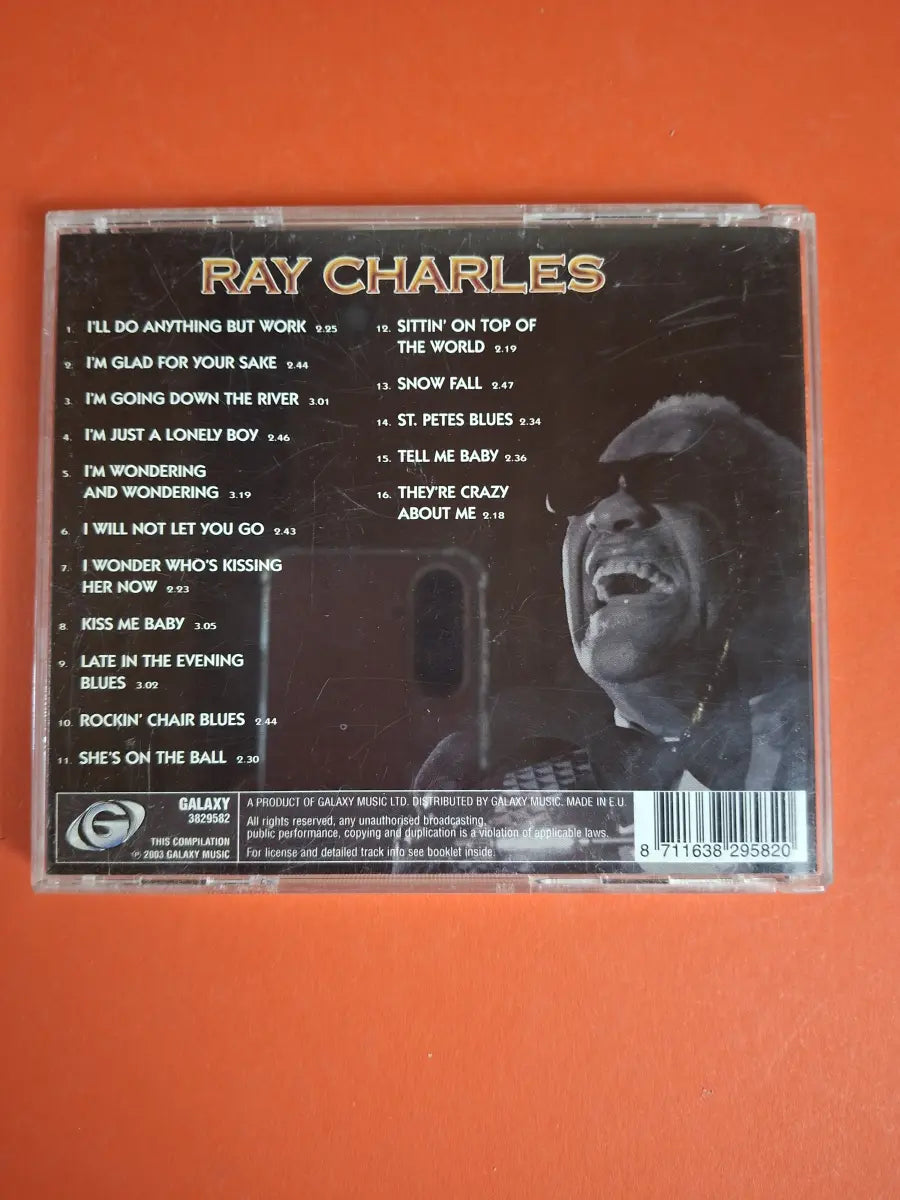 RAY CHARLES
1. I'LL DO ANYTHING BUT WORK 2.25
2. I'M GLAD FOR YOUR SAKE 2.44
3. I'M GOING DOWN THE RIVER 3.01
4. I'M JUST A LONELY BOY 2.46
5. I'M WONDERING
AND WONDERING 3.19
6. I WILL NOT LET YOU GO 2.43
7. I WONDER WHO'S KISSING
HER NOW 2.23
8. KISS ME BABY 3.05
9. LATE IN THE EVENING
BLUES 3.02
10. ROCKIN' CHAIR BLUES 2.44
11. SHE'S ON THE BALL 2.30
12. SITTIN' ON TOP OF
THE WORLD 2.19
13. SNOW FALL 2.47
14. ST. PETES BLUES 2.34
15. TELL ME BABY 2.36
16. THEY'RE CRAZY
ABOUT ME 2.18
G
GALAXY
3829582
THIS COMPILATION
℗ 2003 GALAXY MUSIC
A PRODUCT OF GALAXY MUSIC LTD. DISTRIBUTED BY GALAXY MUSIC. MADE IN E.U.
All rights reserved, any unauthorised broadcasting,
public performance, copying and duplication is a violation of applicable laws.
For license and detailed track info see booklet inside.
8 711638 295820